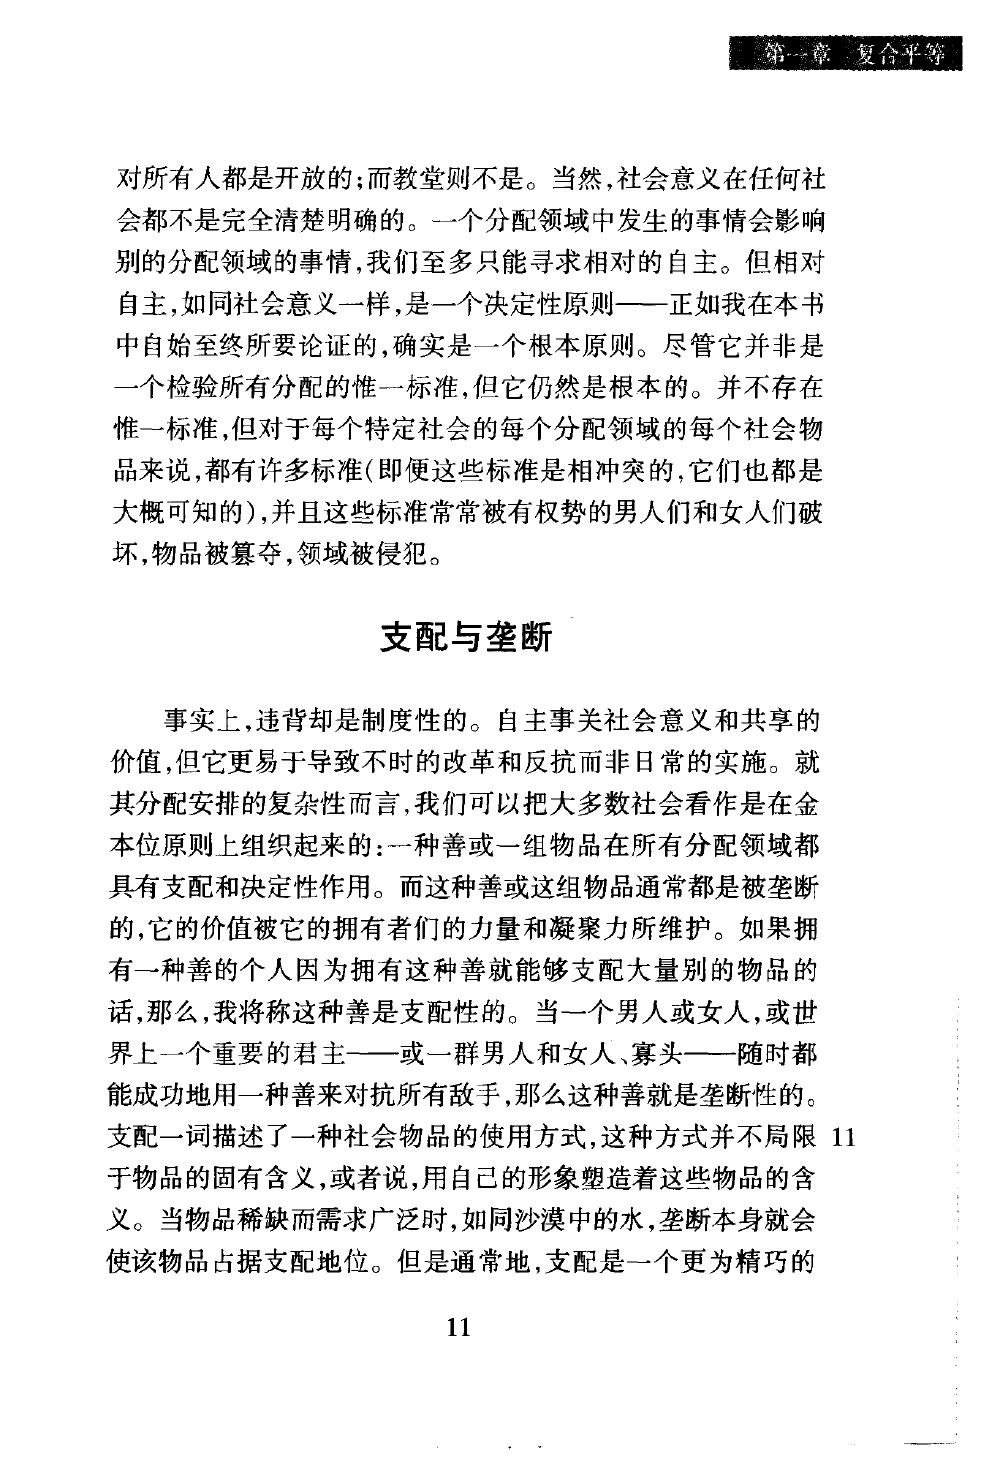 第一章 复合平等
对所有人都是开放的;而教堂则不是。当然,社会意义在任何社
会都不是完全清楚明确的。一个分配领域中发生的事情会影响
别的分配领域的事情,我们至多只能寻求相对的自主。但相对
自主,如同社会意义一样,是一个决定性原则——正如我在本书
中自始至终所要论证的,确实是一个根本原则。尽管它并非是
一个检验所有分配的惟一标准,但它仍然是根本的。并不存在
惟一标准,但对于每个特定社会的每个分配领域的每个社会物
品来说,都有许多标准(即便这些标准是相冲突的,它们也都是
大概可知的),并且这些标准常常被有权势的男人们和女人们破
坏,物品被篡夺,领域被侵犯。
支配与垄断
事实上,违背却是制度性的。自主事关社会意义和共享的
价值,但它更易于导致不时的改革和反抗而非日常的实施。就
其分配安排的复杂性而言,我们可以把大多数社会看作是在金
本位原则上组织起来的:一种善或一组物品在所有分配领域都
具有支配和决定性作用。而这种善或这组物品通常都是被垄断
的,它的价值被它的拥有者们的力量和凝聚力所维护。如果拥
有一种善的个人因为拥有这种善就能够支配大量别的物品的
话,那么,我将称这种善是支配性的。当一个男人或女人,或世
界上一个重要的君主——或一群男人和女人、寡头——随时都
能成功地用一种善来对抗所有敌手,那么这种善就是垄断性的。
支配一词描述了一种社会物品的使用方式,这种方式并不局限 11
于物品的固有含义,或者说,用自己的形象塑造着这些物品的含
义。当物品稀缺而需求广泛时,如同沙漠中的水,垄断本身就会
使该物品占据支配地位。但是通常地,支配是一个更为精巧的
11